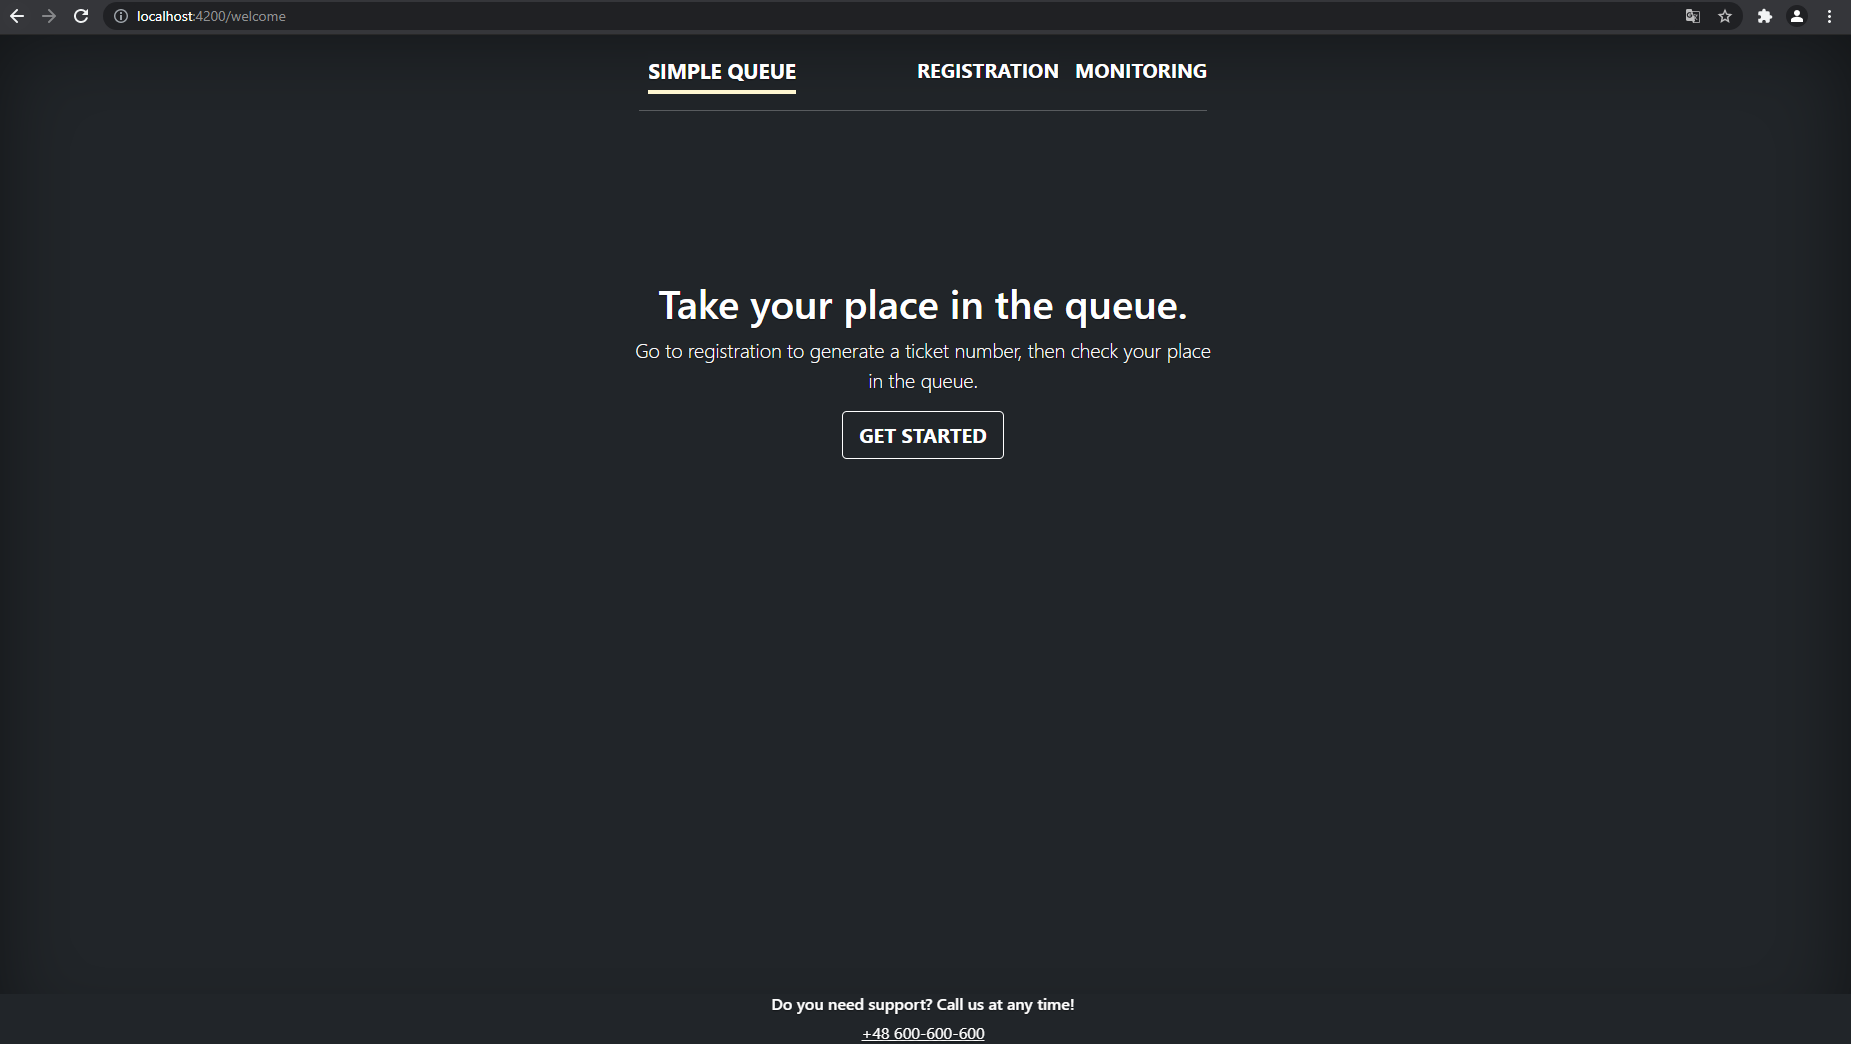 localhost:4200/welcome
SIMPLE QUEUE REGISTRATION MONITORING
Take your place in the queue.
Go to registration to generate a ticket number, then check your place
in the queue.
GET STARTED
Do you need support? Call us at any time!
+48 600-600-600